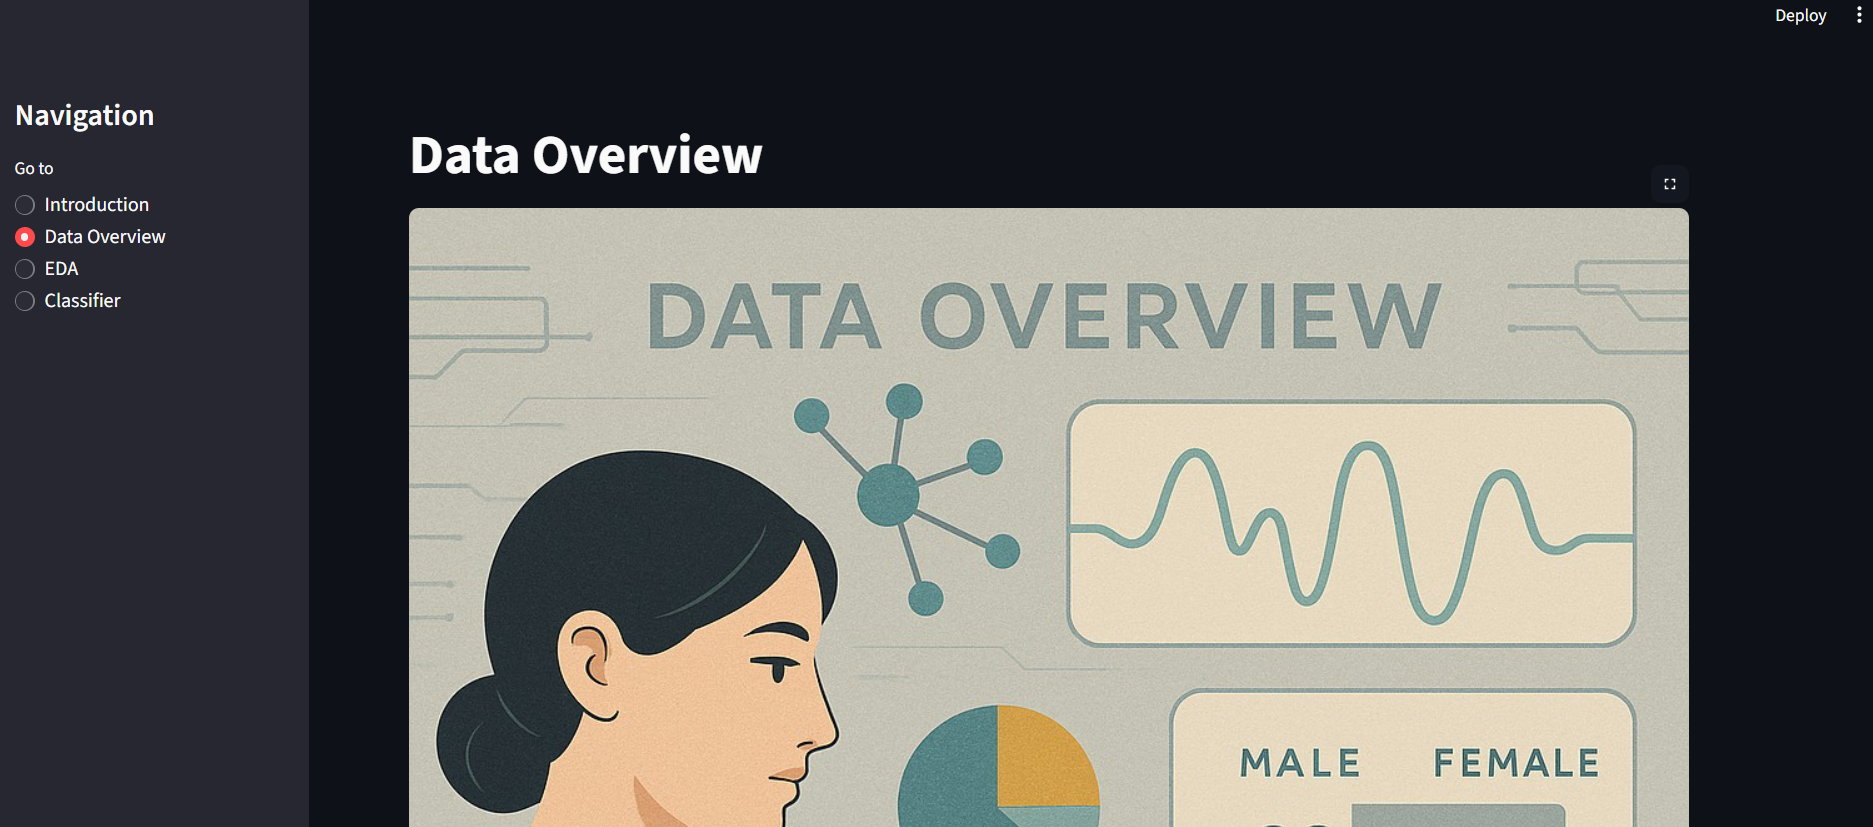 Deploy
Navigation
Go to
Introduction
Data Overview
EDA
Classifier
Data Overview
DATA OVERVIEW
MALE FEMALE